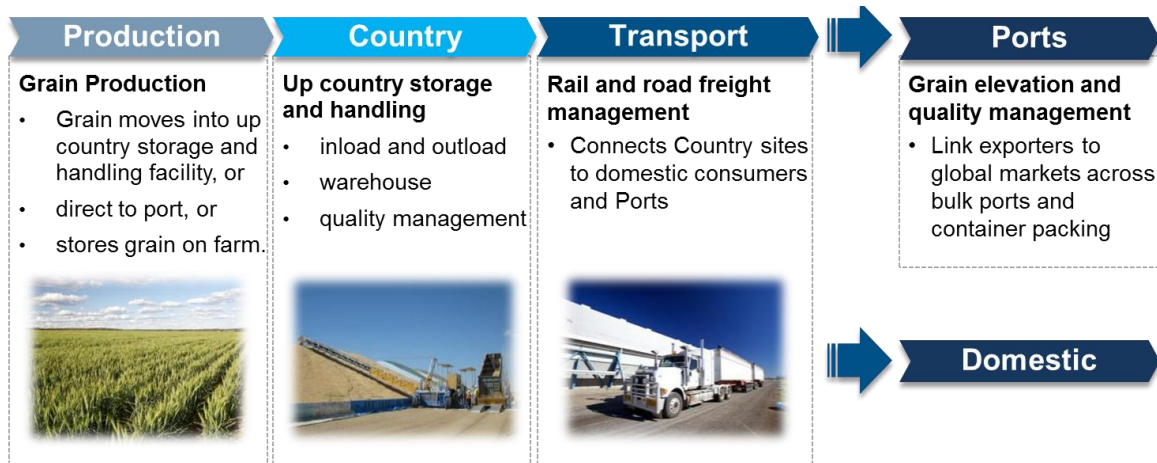 Production
Grain Production
• Grain moves into up
country storage and
handling facility, or
• direct to port, or
• stores grain on farm.
Country
Up country storage
and handling
• inload and outload
• warehouse
• quality management
Transport
Rail and road freight
management
• Connects Country sites
to domestic consumers
and Ports
Ports
Grain elevation and
quality management
• Link exporters to
global markets across
bulk ports and
container packing
Domestic